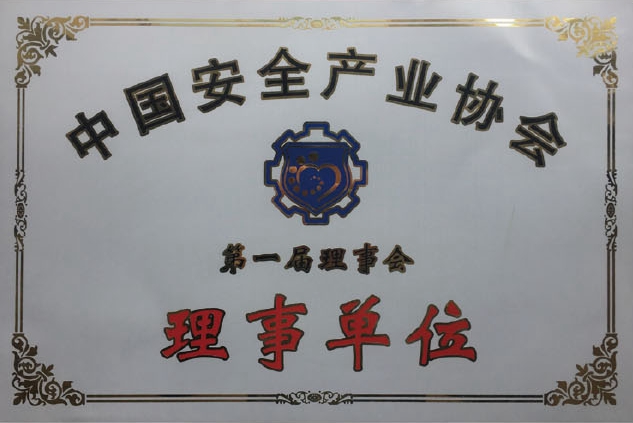 中国安全产业协会
第一届理事会
理事单位